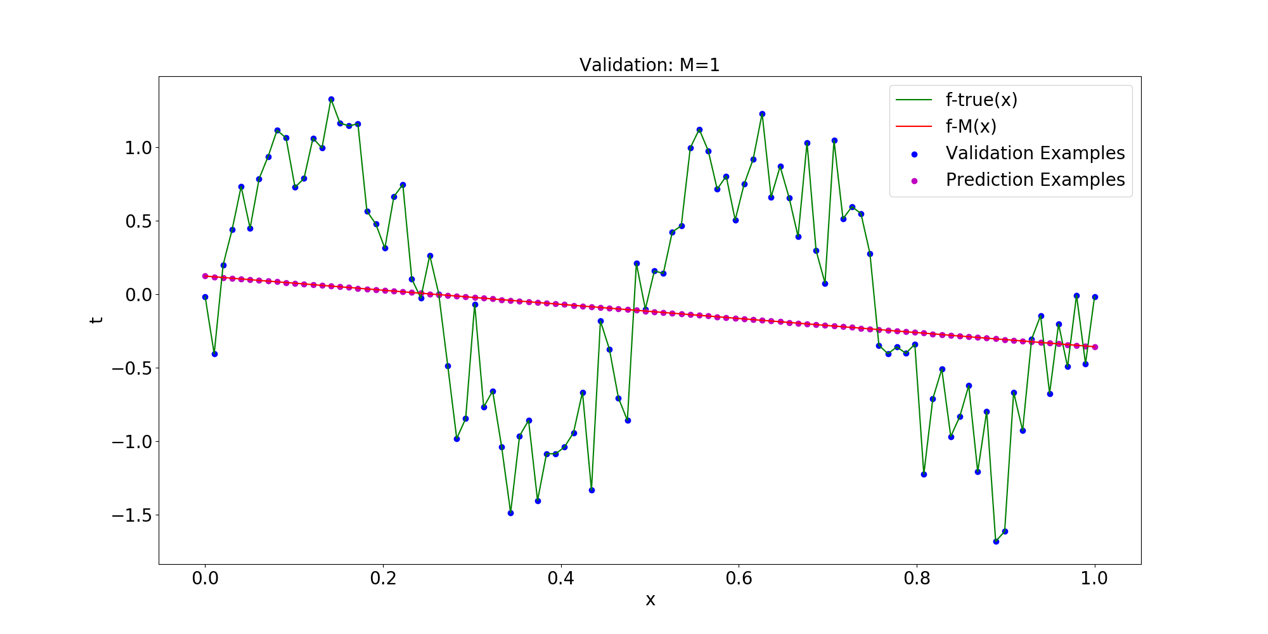 Validation: M=1
f-true(x)
f-M(x)
Validation Examples
Prediction Examples
1.0
0.5
0.0
−0.5
−1.0
−1.5
t
0.0 0.2 0.4 0.6 0.8 1.0
x